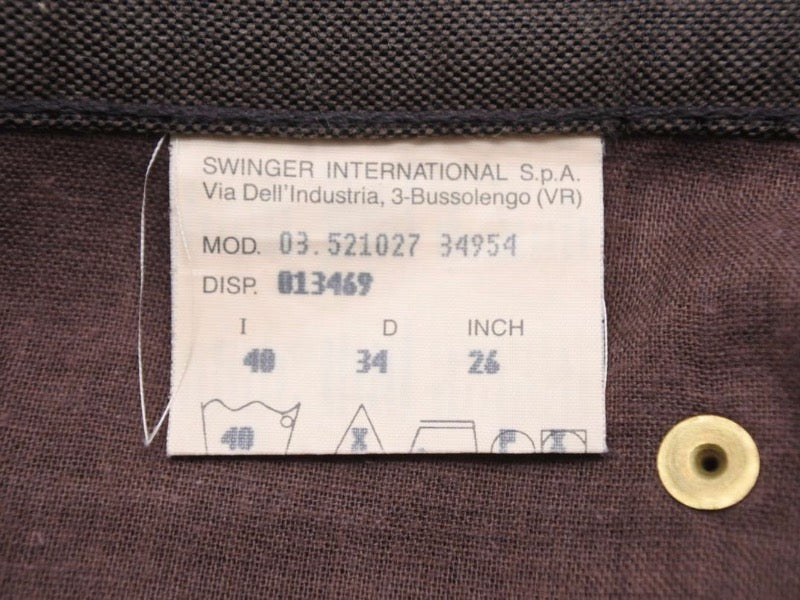 SWINGER INTERNATIONAL S.p.A.
Via Dell'Industria, 3-Bussolengo (VR)
MOD. 03.521027 34954
DISP. 013469
I D INCH
40 34 26
40 X F X